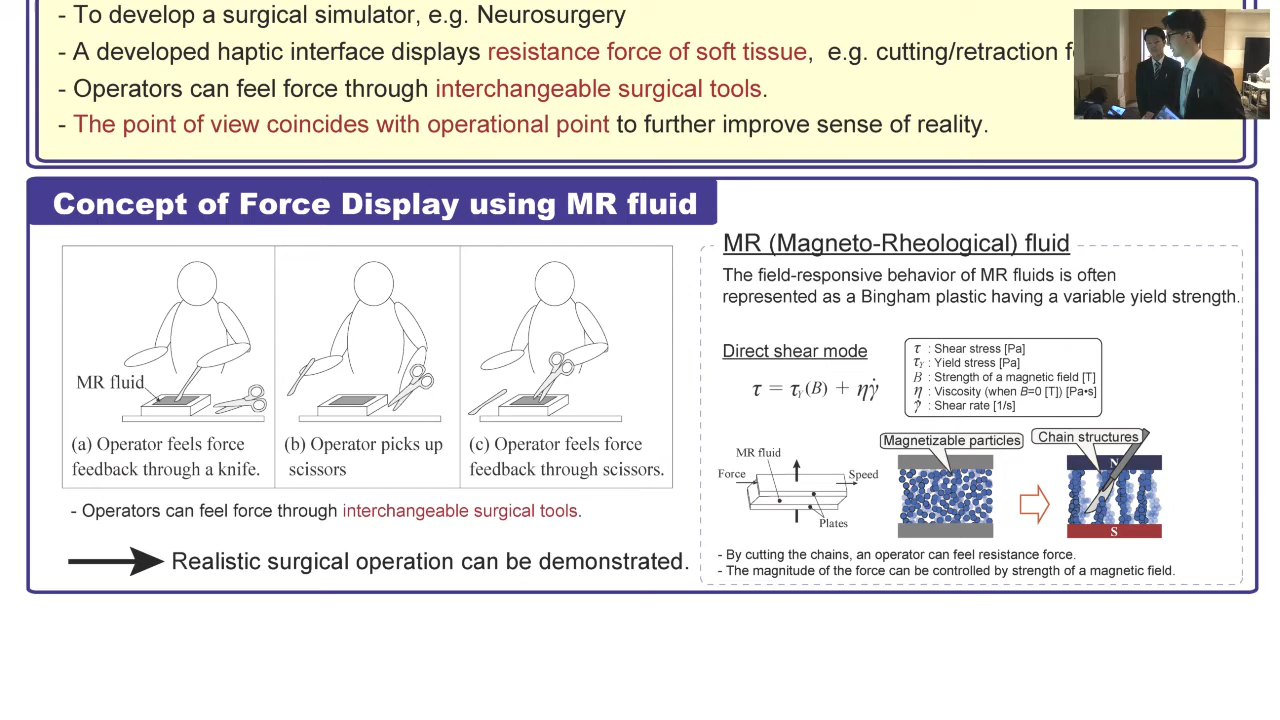 - To develop a surgical simulator, e.g. Neurosurgery
- A developed haptic interface displays resistance force of soft tissue,  e.g. cutting/retraction
- Operators can feel force through interchangeable surgical tools.
- The point of view coincides with operational point to further improve sense of reality.
Concept of Force Display using MR fluid
MR fluid
(a) Operator feels force
feedback through a knife.
(b) Operator picks up
scissors
(c) Operator feels force
feedback through scissors.
- Operators can feel force through interchangeable surgical tools.
Realistic surgical operation can be demonstrated.
MR (Magneto-Rheological) fluid
The field-responsive behavior of MR fluids is often
represented as a Bingham plastic having a variable yield strength.
Direct shear mode
τ = τY(B) + ηγ̇
τ : Shear stress [Pa]
τY : Yield stress [Pa]
B : Strength of a magnetic field [T]
η : Viscosity (when B=0 [T]) [Pa•s]
γ̇ : Shear rate [1/s]
MR fluid
Force
Speed
Plates
Magnetizable particles
Chain structures
N
S
- By cutting the chains, an operator can feel resistance force.
- The magnitude of the force can be controlled by strength of a magnetic field.